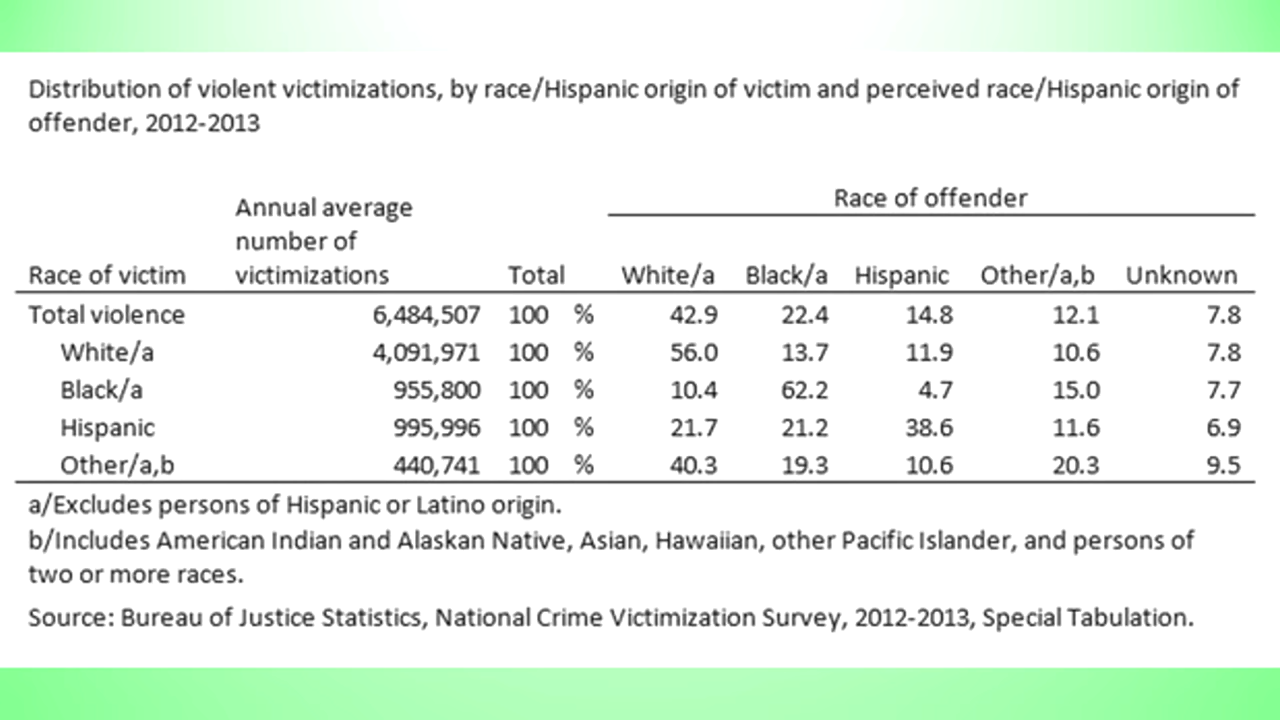 Distribution of violent victimizations, by race/Hispanic origin of victim and perceived race/Hispanic origin of
offender, 2012-2013
Race of offender
Annual average
number of
Race of victim victimizations Total White/a Black/a Hispanic Other/a,b Unknown
Total violence 6,484,507 100 % 42.9 22.4 14.8 12.1 7.8
White/a 4,091,971 100 % 56.0 13.7 11.9 10.6 7.8
Black/a 955,800 100 % 10.4 62.2 4.7 15.0 7.7
Hispanic 995,996 100 % 21.7 21.2 38.6 11.6 6.9
Other/a,b 440,741 100 % 40.3 19.3 10.6 20.3 9.5
a/Excludes persons of Hispanic or Latino origin.
b/Includes American Indian and Alaskan Native, Asian, Hawaiian, other Pacific Islander, and persons of
two or more races.
Source: Bureau of Justice Statistics, National Crime Victimization Survey, 2012-2013, Special Tabulation.